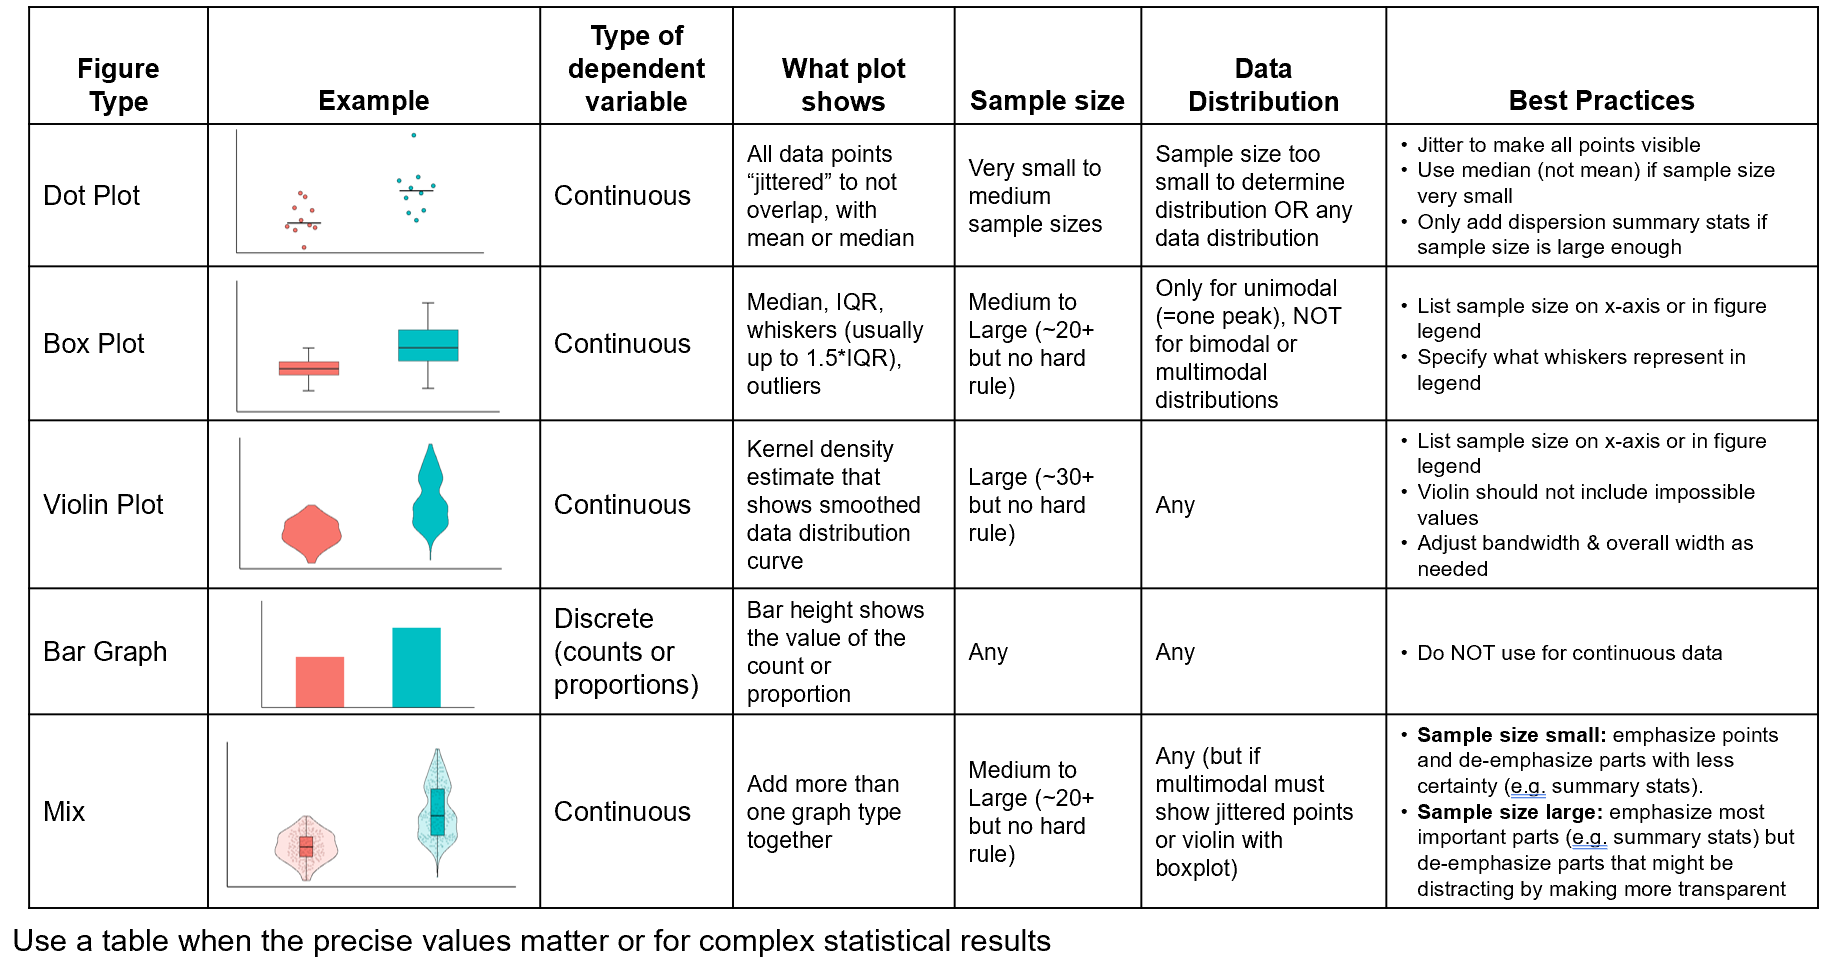 Figure
Type
Example
Type of
dependent
variable
What plot
shows
Sample size
Data
Distribution
Best Practices
Dot Plot
Continuous
All data points
“jittered” to not
overlap, with
mean or median
Very small to
medium
sample sizes
Sample size too
small to determine
distribution OR any
data distribution
• Jitter to make all points visible
• Use median (not mean) if sample size
very small
• Only add dispersion summary stats if
sample size is large enough
Box Plot
Continuous
Median, IQR,
whiskers (usually
up to 1.5*IQR),
outliers
Medium to
Large (~20+
but no hard
rule)
Only for unimodal
(=one peak), NOT
for bimodal or
multimodal
distributions
• List sample size on x-axis or in figure
legend
• Specify what whiskers represent in
legend
Violin Plot
Continuous
Kernel density
estimate that
shows smoothed
data distribution
curve
Large (~30+
but no hard
rule)
Any
• List sample size on x-axis or in figure
legend
• Violin should not include impossible
values
• Adjust bandwidth & overall width as
needed
Bar Graph
Discrete
(counts or
proportions)
Bar height shows
the value of the
count or
proportion
Any
Any
• Do NOT use for continuous data
Mix
Continuous
Add more than
one graph type
together
Medium to
Large (~20+
but no hard
rule)
Any (but if
multimodal must
show jittered points
or violin with
boxplot)
• Sample size small: emphasize points
and de-emphasize parts with less
certainty (e.g. summary stats).
• Sample size large: emphasize most
important parts (e.g. summary stats) but
de-emphasize parts that might be
distracting by making more transparent
Use a table when the precise values matter or for complex statistical results